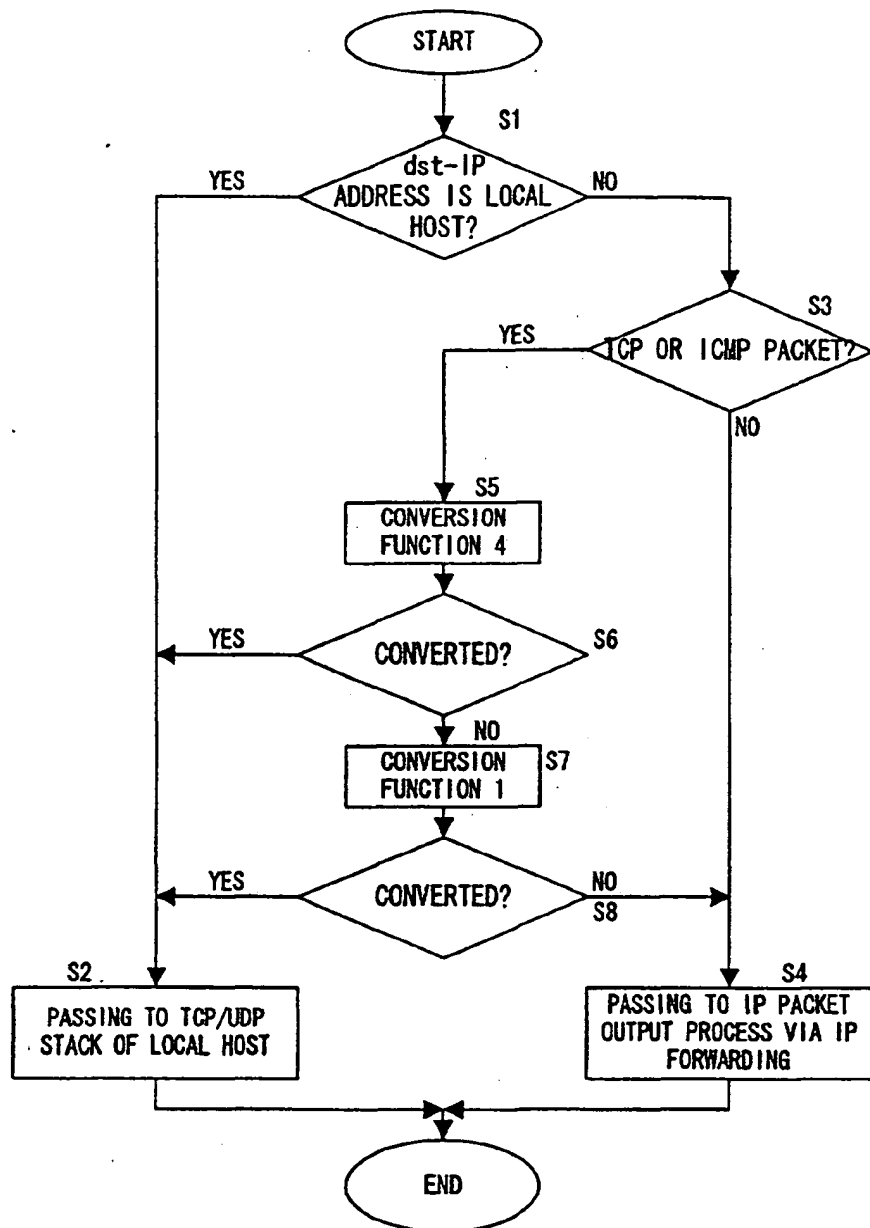 START
S1
dst-IP
ADDRESS IS LOCAL
HOST?
YES
NO
S3
TCP OR ICMP PACKET?
YES
NO
S5
CONVERSION
FUNCTION 4
YES
CONVERTED?
S6
NO
CONVERSION
FUNCTION 1
S7
YES
CONVERTED?
NO
S8
S2
PASSING TO TCP/UDP
STACK OF LOCAL HOST
S4
PASSING TO IP PACKET
OUTPUT PROCESS VIA IP
FORWARDING
END